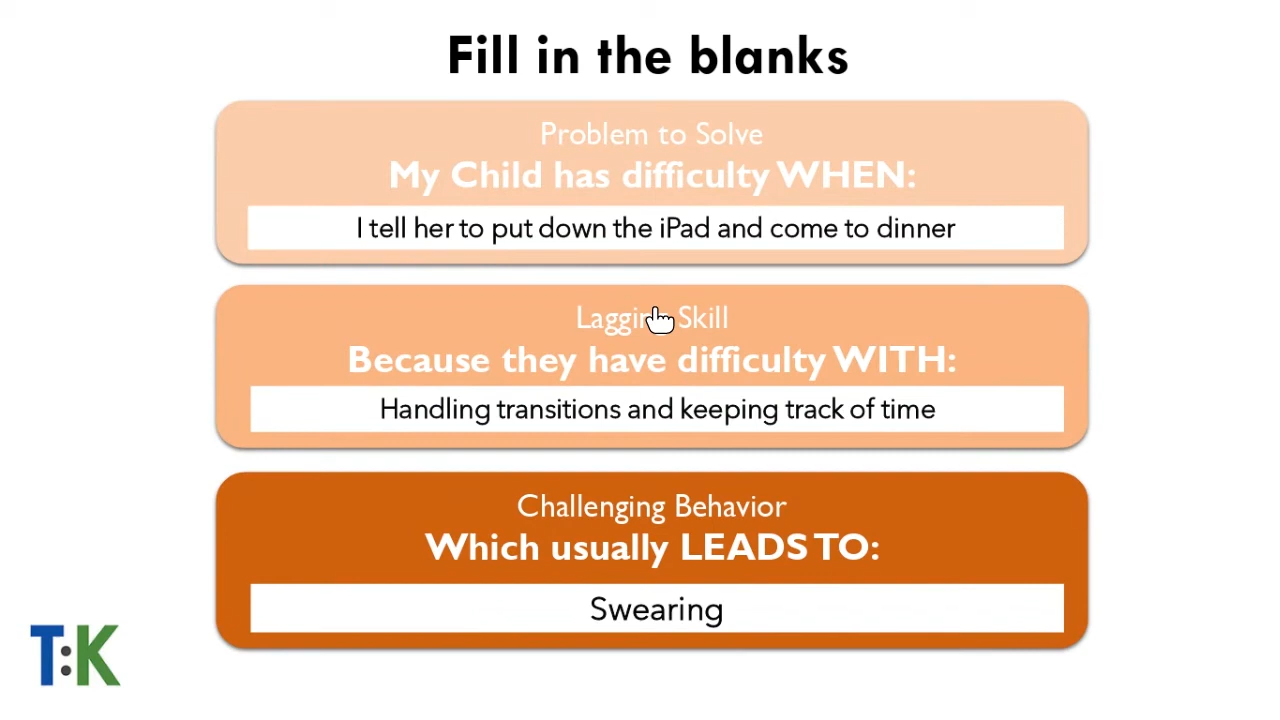 Fill in the blanks
Problem to Solve
My Child has difficulty WHEN:
I tell her to put down the iPad and come to dinner
Lagging Skill
Because they have difficulty WITH:
Handling transitions and keeping track of time
Challenging Behavior
Which usually LEADS TO:
Swearing
T:K